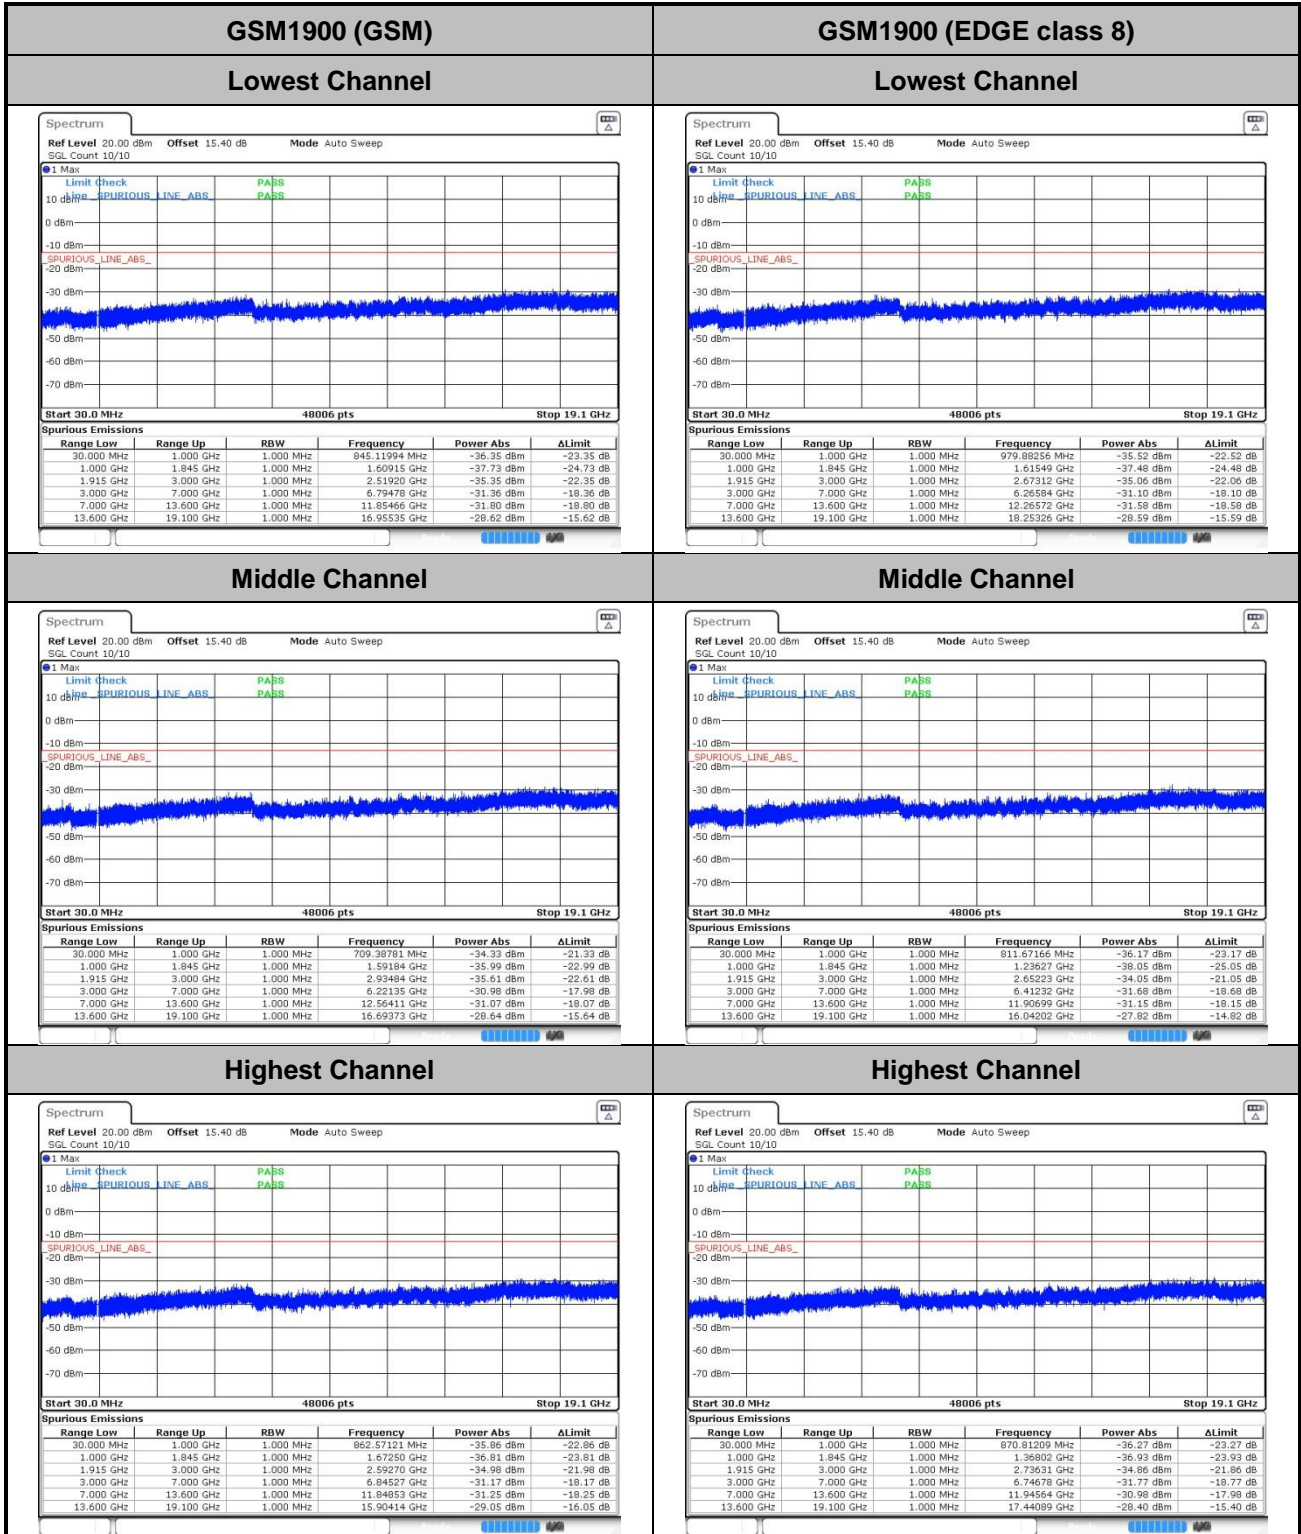 GSM1900 (GSM) GSM1900 (EDGE class 8)
Lowest Channel Lowest Channel
Spectrum
Ref Level 20.00 dBm Offset 15.40 dB Mode Auto Sweep
SGL Count 10/10
1 Max
Limit Check PASS
10 dBm Line _SPURIOUS_LINE_ABS_ PASS
0 dBm
-10 dBm
_SPURIOUS_LINE_ABS_
-20 dBm
-30 dBm
-50 dBm
-60 dBm
-70 dBm
Start 30.0 MHz 48006 pts Stop 19.1 GHz
Spurious Emissions
Range Low Range Up RBW Frequency Power Abs ΔLimit
30.000 MHz 1.000 GHz 1.000 MHz 845.11994 MHz -36.35 dBm -23.35 dB
1.000 GHz 1.845 GHz 1.000 MHz 1.60915 GHz -37.73 dBm -24.73 dB
1.915 GHz 3.000 GHz 1.000 MHz 2.51920 GHz -35.35 dBm -22.35 dB
3.000 GHz 7.000 GHz 1.000 MHz 6.79478 GHz -31.36 dBm -18.36 dB
7.000 GHz 13.600 GHz 1.000 MHz 11.85466 GHz -31.80 dBm -18.80 dB
13.600 GHz 19.100 GHz 1.000 MHz 16.95535 GHz -28.62 dBm -15.62 dB
Spectrum
Ref Level 20.00 dBm Offset 15.40 dB Mode Auto Sweep
SGL Count 10/10
1 Max
Limit Check PASS
10 dBm Line _SPURIOUS_LINE_ABS_ PASS
0 dBm
-10 dBm
_SPURIOUS_LINE_ABS_
-20 dBm
-30 dBm
-50 dBm
-60 dBm
-70 dBm
Start 30.0 MHz 48006 pts Stop 19.1 GHz
Spurious Emissions
Range Low Range Up RBW Frequency Power Abs ΔLimit
30.000 MHz 1.000 GHz 1.000 MHz 979.88256 MHz -35.52 dBm -22.52 dB
1.000 GHz 1.845 GHz 1.000 MHz 1.61549 GHz -37.48 dBm -24.48 dB
1.915 GHz 3.000 GHz 1.000 MHz 2.67312 GHz -35.06 dBm -22.06 dB
3.000 GHz 7.000 GHz 1.000 MHz 6.26584 GHz -31.10 dBm -18.10 dB
7.000 GHz 13.600 GHz 1.000 MHz 12.26572 GHz -31.58 dBm -18.58 dB
13.600 GHz 19.100 GHz 1.000 MHz 18.25326 GHz -28.59 dBm -15.59 dB
Middle Channel Middle Channel
Spectrum
Ref Level 20.00 dBm Offset 15.40 dB Mode Auto Sweep
SGL Count 10/10
1 Max
Limit Check PASS
10 dBm Line _SPURIOUS_LINE_ABS_ PASS
0 dBm
-10 dBm
_SPURIOUS_LINE_ABS_
-20 dBm
-30 dBm
-50 dBm
-60 dBm
-70 dBm
Start 30.0 MHz 48006 pts Stop 19.1 GHz
Spurious Emissions
Range Low Range Up RBW Frequency Power Abs ΔLimit
30.000 MHz 1.000 GHz 1.000 MHz 709.38781 MHz -34.33 dBm -21.33 dB
1.000 GHz 1.845 GHz 1.000 MHz 1.59184 GHz -35.99 dBm -22.99 dB
1.915 GHz 3.000 GHz 1.000 MHz 2.93484 GHz -35.61 dBm -22.61 dB
3.000 GHz 7.000 GHz 1.000 MHz 6.22135 GHz -30.98 dBm -17.98 dB
7.000 GHz 13.600 GHz 1.000 MHz 12.56411 GHz -31.07 dBm -18.07 dB
13.600 GHz 19.100 GHz 1.000 MHz 16.69373 GHz -28.64 dBm -15.64 dB
Spectrum
Ref Level 20.00 dBm Offset 15.40 dB Mode Auto Sweep
SGL Count 10/10
1 Max
Limit Check PASS
10 dBm Line _SPURIOUS_LINE_ABS_ PASS
0 dBm
-10 dBm
_SPURIOUS_LINE_ABS_
-20 dBm
-30 dBm
-50 dBm
-60 dBm
-70 dBm
Start 30.0 MHz 48006 pts Stop 19.1 GHz
Spurious Emissions
Range Low Range Up RBW Frequency Power Abs ΔLimit
30.000 MHz 1.000 GHz 1.000 MHz 811.67166 MHz -36.17 dBm -23.17 dB
1.000 GHz 1.845 GHz 1.000 MHz 1.23627 GHz -38.05 dBm -25.05 dB
1.915 GHz 3.000 GHz 1.000 MHz 2.65223 GHz -34.05 dBm -21.05 dB
3.000 GHz 7.000 GHz 1.000 MHz 6.41232 GHz -31.68 dBm -18.68 dB
7.000 GHz 13.600 GHz 1.000 MHz 11.90699 GHz -31.15 dBm -18.15 dB
13.600 GHz 19.100 GHz 1.000 MHz 16.04202 GHz -27.82 dBm -14.82 dB
Highest Channel Highest Channel
Spectrum
Ref Level 20.00 dBm Offset 15.40 dB Mode Auto Sweep
SGL Count 10/10
1 Max
Limit Check PASS
10 dBm Line _SPURIOUS_LINE_ABS_ PASS
0 dBm
-10 dBm
_SPURIOUS_LINE_ABS_
-20 dBm
-30 dBm
-50 dBm
-60 dBm
-70 dBm
Start 30.0 MHz 48006 pts Stop 19.1 GHz
Spurious Emissions
Range Low Range Up RBW Frequency Power Abs ΔLimit
30.000 MHz 1.000 GHz 1.000 MHz 862.57121 MHz -35.86 dBm -22.86 dB
1.000 GHz 1.845 GHz 1.000 MHz 1.67250 GHz -36.81 dBm -23.81 dB
1.915 GHz 3.000 GHz 1.000 MHz 2.59270 GHz -34.98 dBm -21.98 dB
3.000 GHz 7.000 GHz 1.000 MHz 6.84527 GHz -31.17 dBm -18.17 dB
7.000 GHz 13.600 GHz 1.000 MHz 11.84853 GHz -31.25 dBm -18.25 dB
13.600 GHz 19.100 GHz 1.000 MHz 15.90414 GHz -29.05 dBm -16.05 dB
Spectrum
Ref Level 20.00 dBm Offset 15.40 dB Mode Auto Sweep
SGL Count 10/10
1 Max
Limit Check PASS
10 dBm Line _SPURIOUS_LINE_ABS_ PASS
0 dBm
-10 dBm
_SPURIOUS_LINE_ABS_
-20 dBm
-30 dBm
-50 dBm
-60 dBm
-70 dBm
Start 30.0 MHz 48006 pts Stop 19.1 GHz
Spurious Emissions
Range Low Range Up RBW Frequency Power Abs ΔLimit
30.000 MHz 1.000 GHz 1.000 MHz 870.81209 MHz -36.27 dBm -23.27 dB
1.000 GHz 1.845 GHz 1.000 MHz 1.36802 GHz -36.93 dBm -23.93 dB
1.915 GHz 3.000 GHz 1.000 MHz 2.73631 GHz -34.86 dBm -21.86 dB
3.000 GHz 7.000 GHz 1.000 MHz 6.74678 GHz -31.77 dBm -18.77 dB
7.000 GHz 13.600 GHz 1.000 MHz 11.94564 GHz -30.98 dBm -17.98 dB
13.600 GHz 19.100 GHz 1.000 MHz 17.44089 GHz -28.40 dBm -15.40 dB